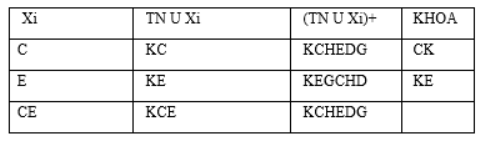 Xi TN U Xi (TN U Xi)+ KHOA
C KC KCHEDG CK
E KE KEGCHD KE
CE KCE KCHEDG